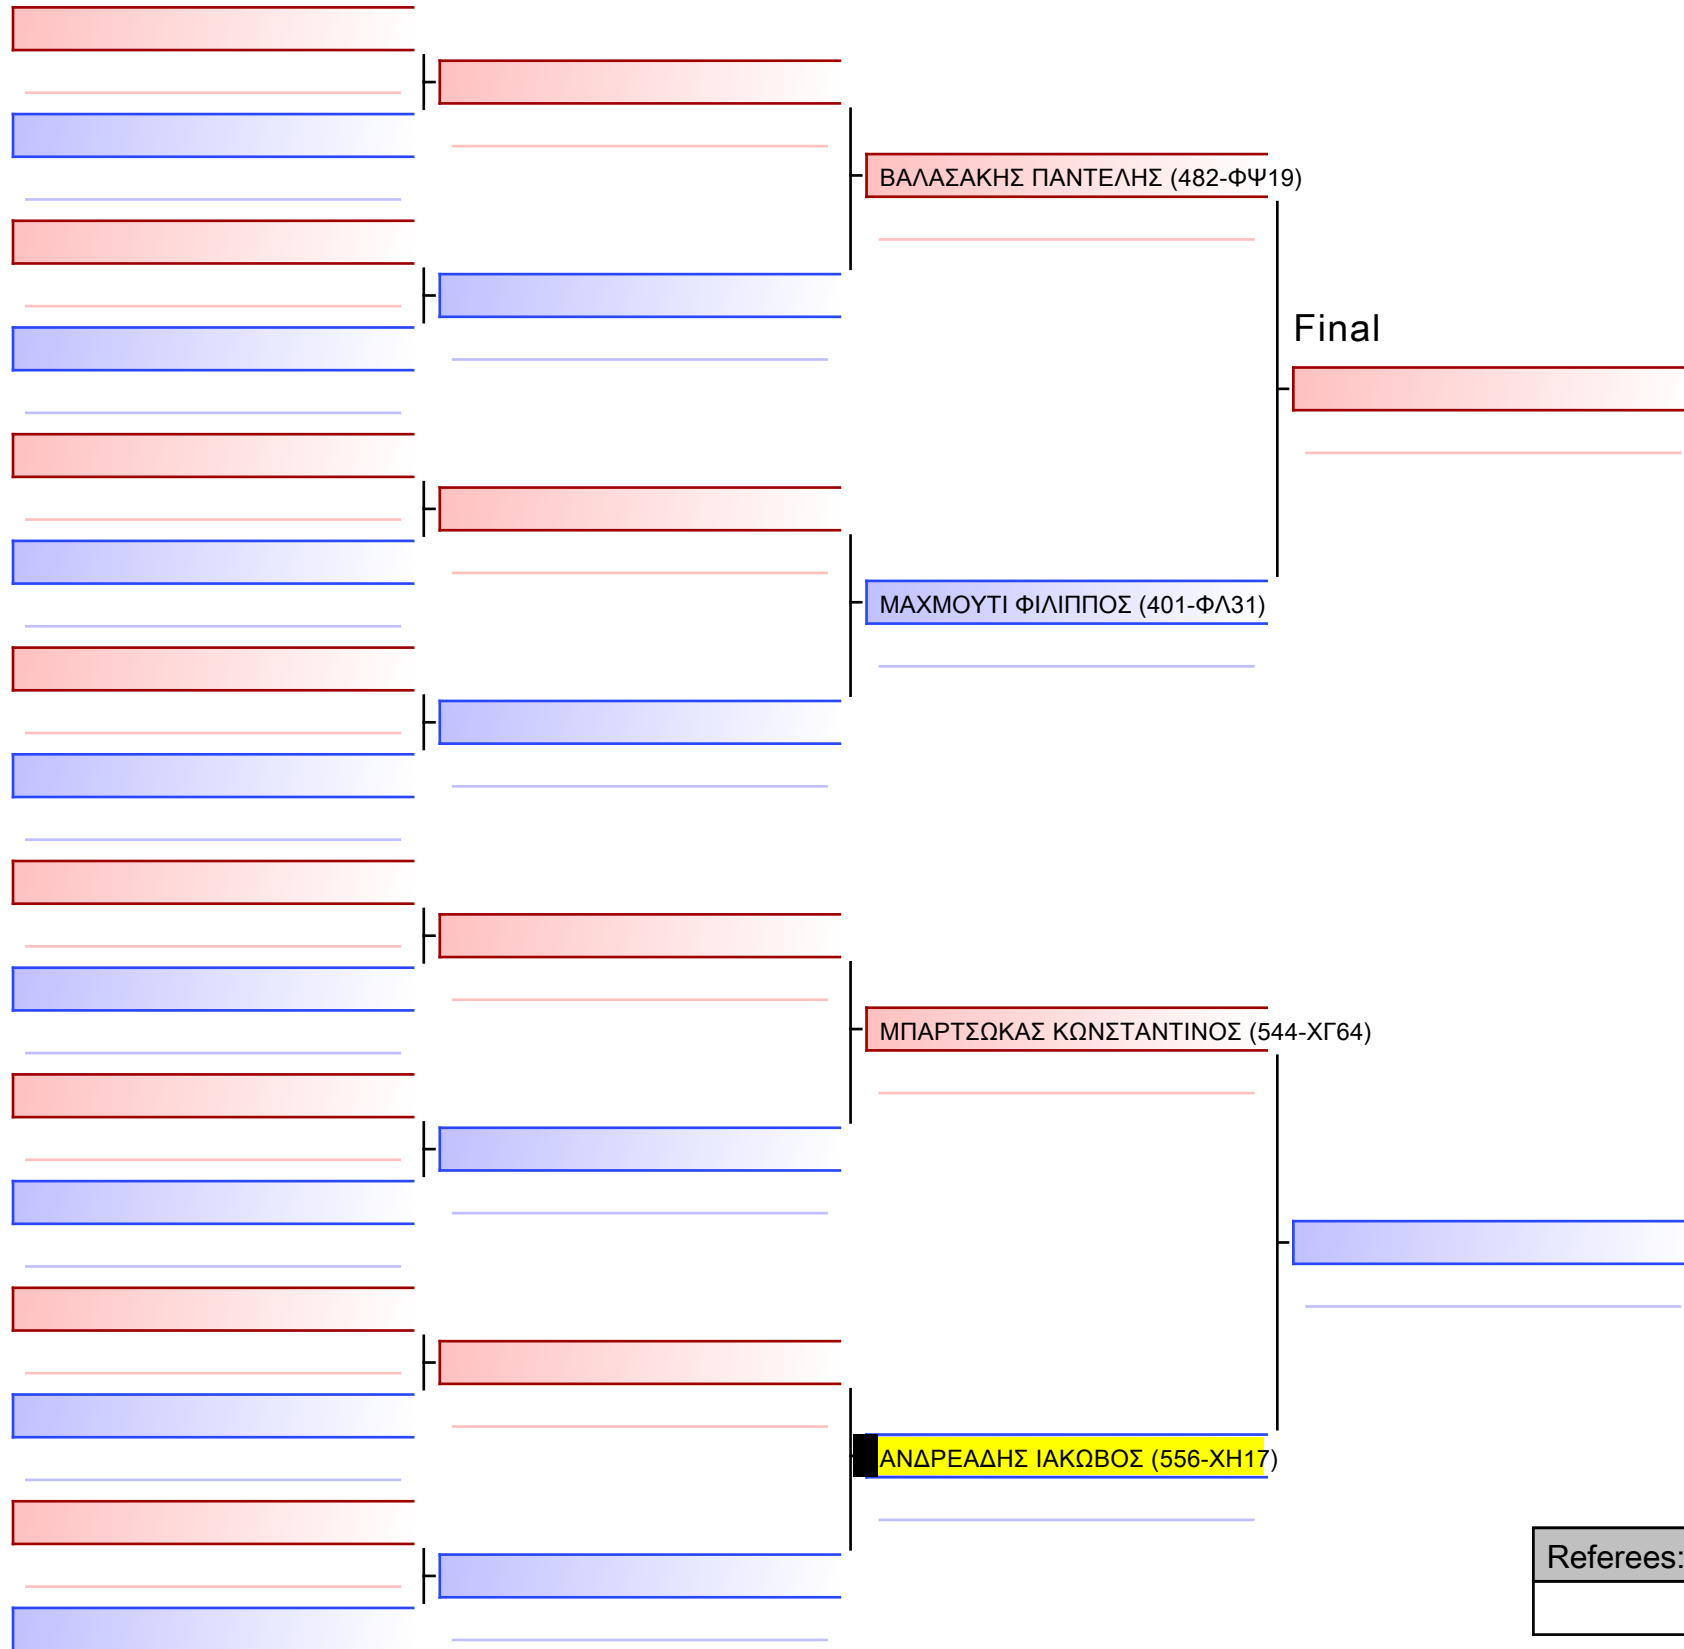 ΒΑΛΑΣΑΚΗΣ ΠΑΝΤΕΛΗΣ (482-ΦΨ19)
Final
ΜΑΧΜΟΥΤΙ ΦΙΛΙΠΠΟΣ (401-ΦΛ31)
ΜΠΑΡΤΣΩΚΑΣ ΚΩΝΣΤΑΝΤΙΝΟΣ (544-ΧΓ64)
ΑΝΔΡΕΑΔΗΣ ΙΑΚΩΒΟΣ (556-ΧΗ17)
Referees: